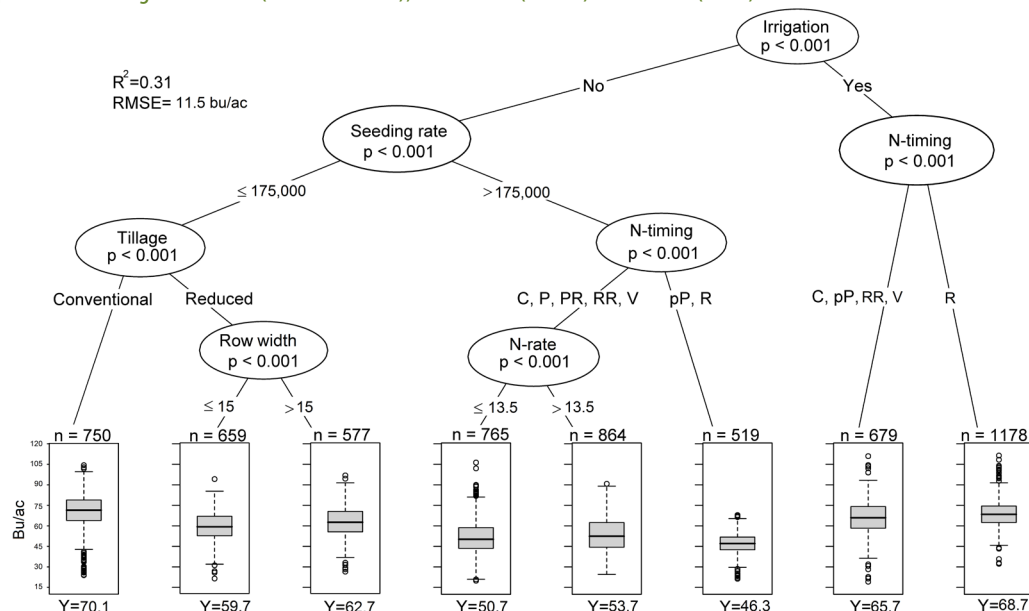 Irrigation
p < 0.001
R²=0.31
RMSE= 11.5 bu/ac
No
Yes
Seeding rate
p < 0.001
N-timing
p < 0.001
≤ 175,000
>175,000
Tillage
p < 0.001
N-timing
p < 0.001
Conventional
Reduced
C, P, PR, RR, V
pP, R
C, pP, RR, V
R
Row width
p < 0.001
N-rate
p < 0.001
≤ 15
>15
≤ 13.5
> 13.5
n = 750
n = 659
n = 577
n = 765
n = 864
n = 519
n = 679
n = 1178
Bu/ac
120
105
90
75
60
45
30
15
Y=70.1
Y=59.7
Y=62.7
Y=50.7
Y=53.7
Y=46.3
Y=65.7
Y=68.7